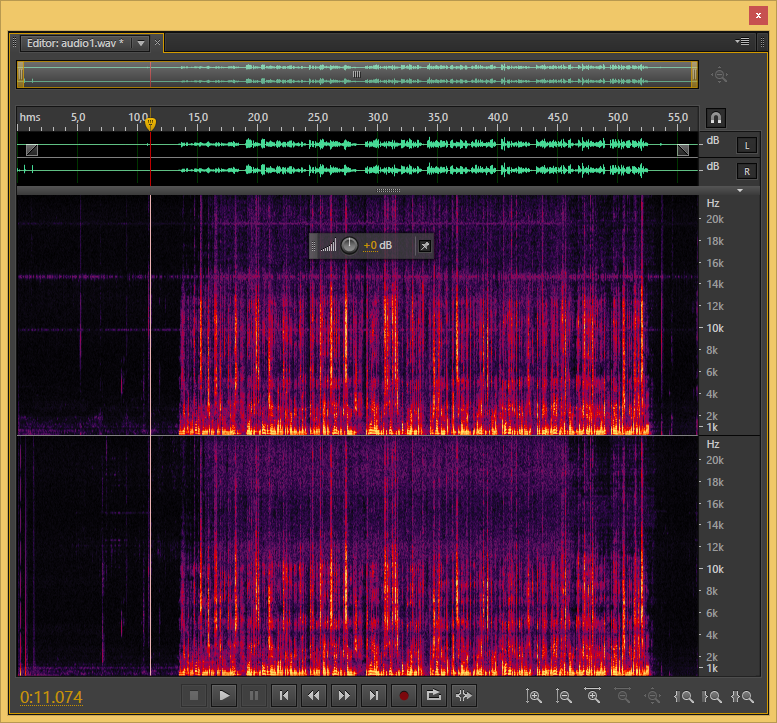 x
Editor: audio1.wav *
hms 5,0 10,0 15,0 20,0 25,0 30,0 35,0 40,0 45,0 50,0 55,0
dB L
dB R
Hz
20k
+0 dB
18k
16k
14k
12k
10k
8k
6k
4k
2k
1k
Hz
20k
18k
16k
14k
12k
10k
8k
6k
4k
2k
1k
0:11.074